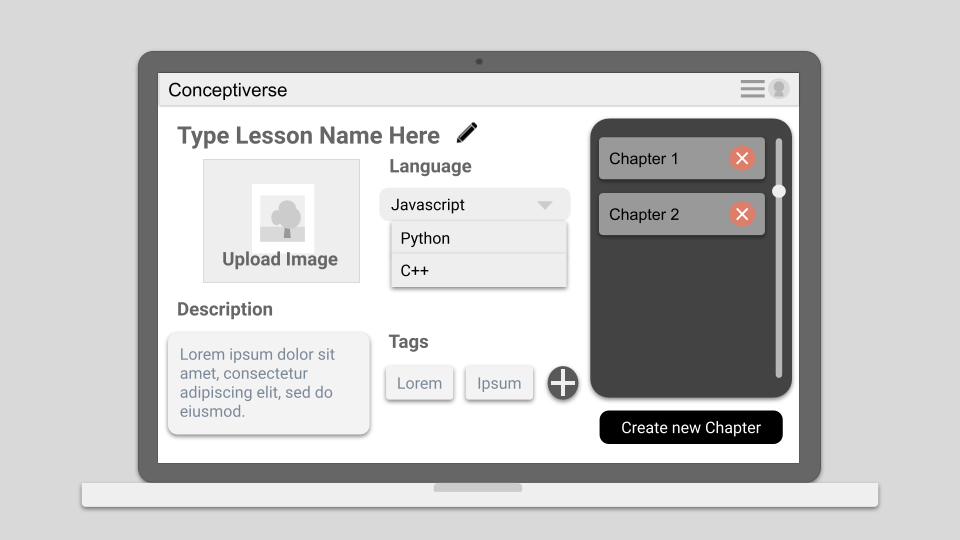 Conceptiverse
Type Lesson Name Here
Upload Image
Language
Javascript
Python
C++
Description
Lorem ipsum dolor sit
amet, consectetur
adipiscing elit, sed do
eiusmod.
Tags
Lorem
Ipsum
Chapter 1
Chapter 2
Create new Chapter